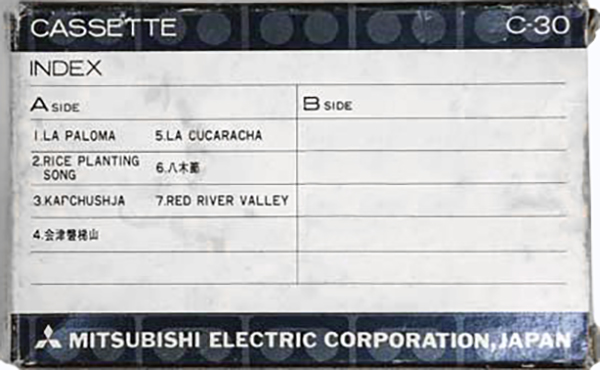 CASSETTE C-30
INDEX
A SIDE B SIDE
1.LA PALOMA 5.LA CUCARACHA
2.RICE PLANTING
SONG
6.八木節
3.KAPCHUSHJA 7.RED RIVER VALLEY
4.会津磐梯山
MITSUBISHI ELECTRIC CORPORATION,JAPAN